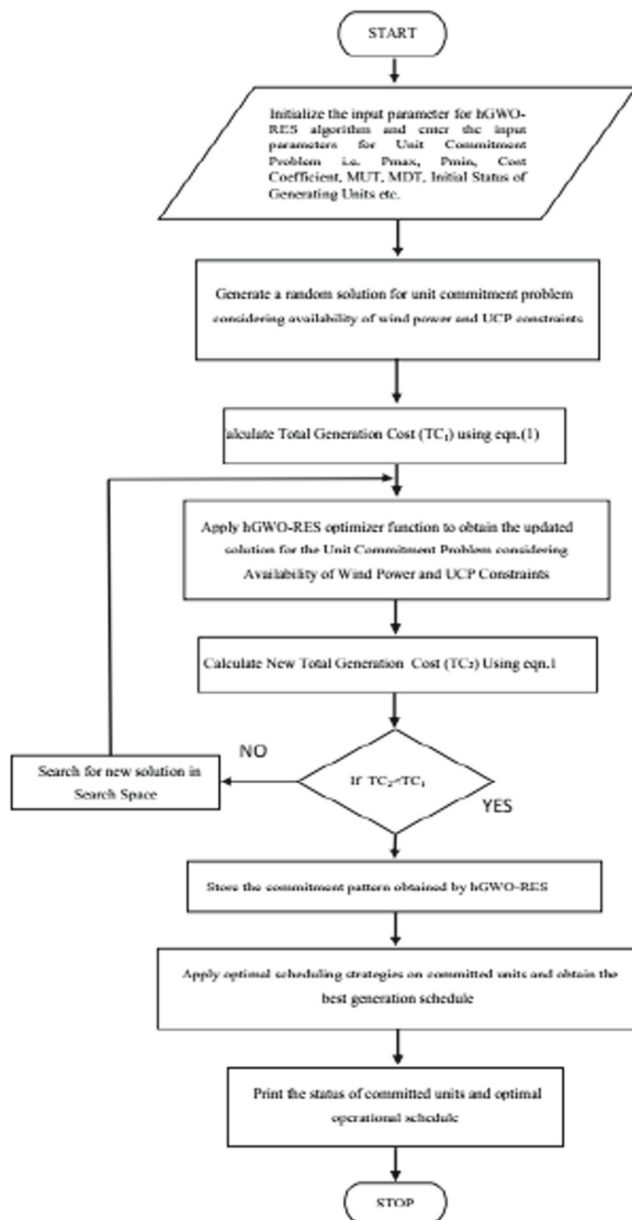 START
Initialize the input parameter for hGWO-
RES algorithm and enter the input
parameters for Unit Commitment
Problem i.e. Pmax, Pmin, Cost
Coefficient, MUT, MDT, Initial Status of
Generating Units etc.
Generate a random solution for unit commitment problem
considering availability of wind power and UCP constraints
alculate Total Generation Cost (TC₁) using eqn.(1)
Apply hGWO-RES optimizer function to obtain the updated
solution for the Unit Commitment Problem considering
Availability of Wind Power and UCP Constraints
Calculate New Total Generation Cost (TC₂) Using eqn.1
NO
Search for new solution in
Search Space
If TC₂<TC₁
YES
Store the commitment pattern obtained by hGWO-RES
Apply optimal scheduling strategies on committed units and obtain the
best generation schedule
Print the status of committed units and optimal
operational schedule
STOP